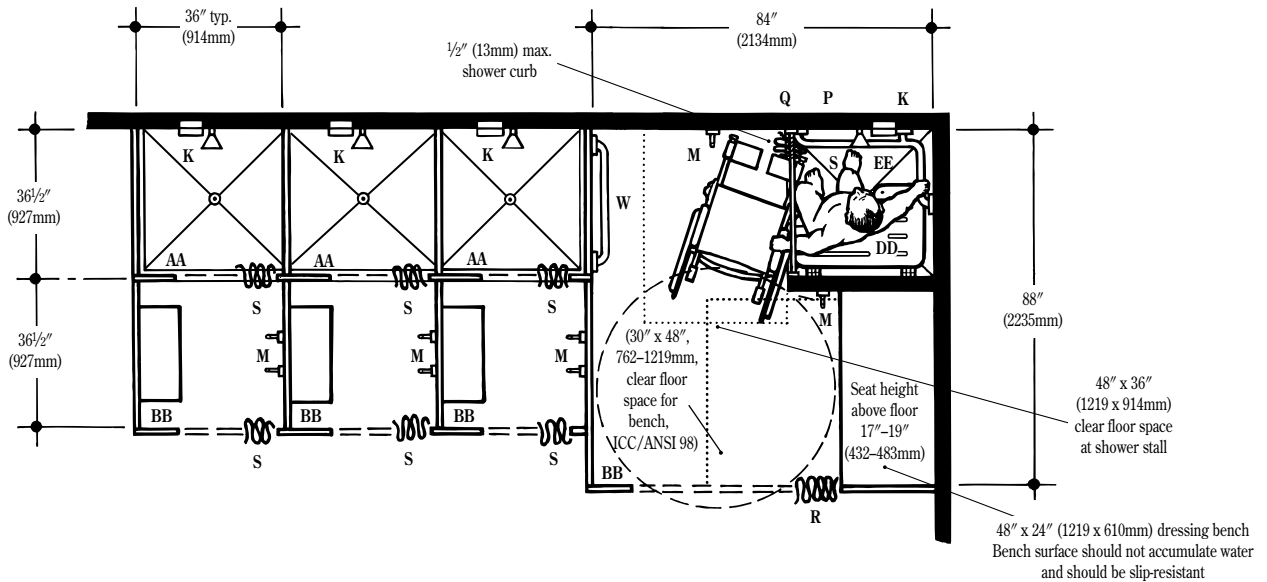 36″ typ.
(914mm)
84″
(2134mm)
½″ (13mm) max.
shower curb
Q P K
K K K M S EE
W
DD
36½″
(927mm)
AA AA AA
S S S M
88″
(2235mm)
36½″
(927mm)
M M M
(30″ x 48″,
762–1219mm,
clear floor
space for
bench,
ICC/ANSI 98)
Seat height
above floor
17″–19″
(432–483mm)
48″ x 36″
(1219 x 914mm)
clear floor space
at shower stall
BB BB BB
S S S
BB
R
48″ x 24″ (1219 x 610mm) dressing bench
Bench surface should not accumulate water
and should be slip-resistant